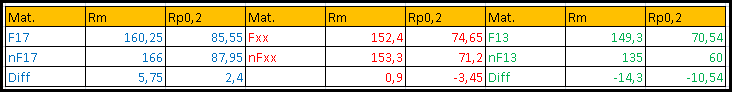 Mat. Rm Rp0,2 Mat. Rm Rp0,2 Mat. Rm Rp0,2
F17 160,25 85,55 Fxx 152,4 74,65 F13 149,3 70,54
nF17 166 87,95 nFxx 153,3 71,2 nF13 135 60
Diff 5,75 2,4 0,9 -3,45 Diff -14,3 -10,54